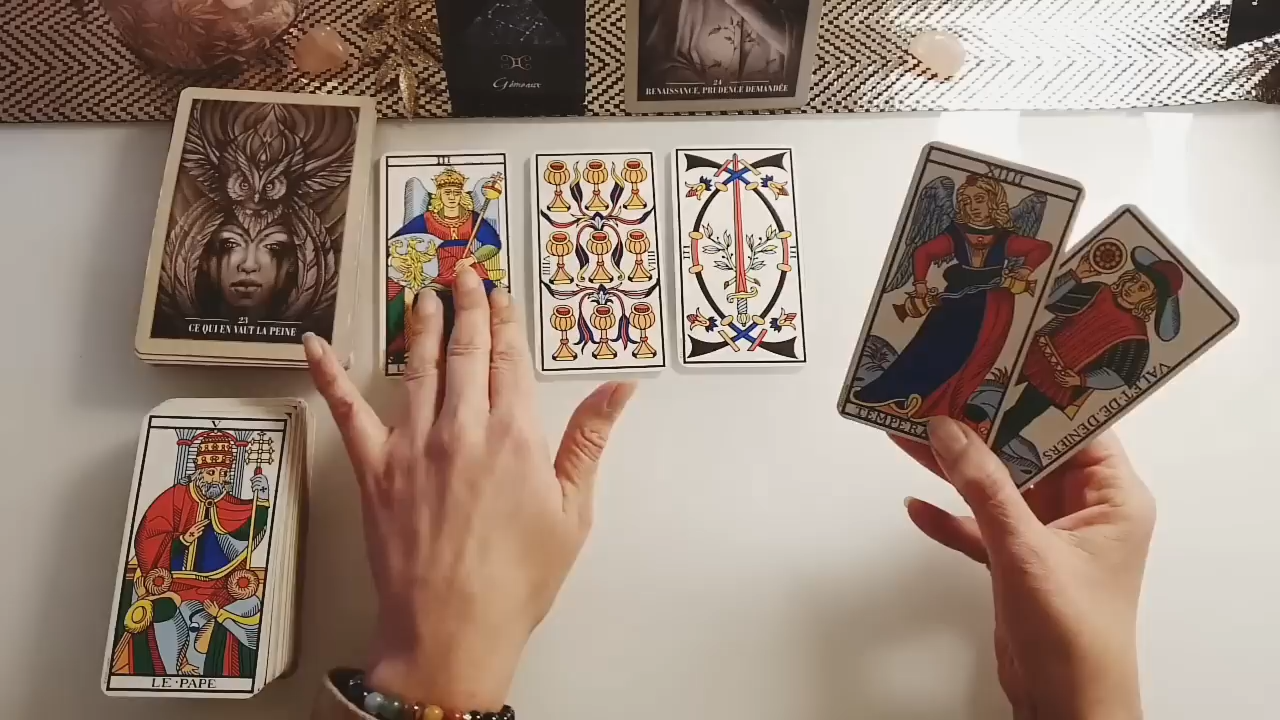 Gémeaux
24
RENAISSANCE, PRUDENCE DEMANDÉE
23
CE QUI EN VAUT LA PEINE
III
XIIII
TEMPERA
VALET·DE·DENIERS
V
LE·PAPE